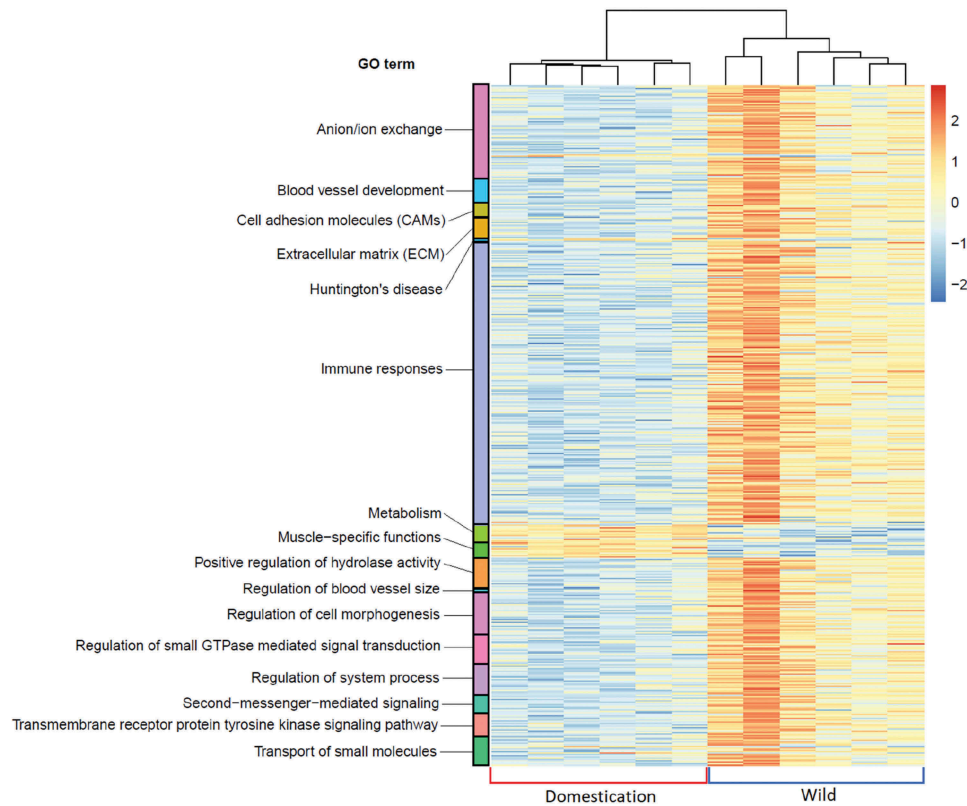 GO term
Anion/ion exchange
Blood vessel development
Cell adhesion molecules (CAMs)
Extracellular matrix (ECM)
Huntington's disease
Immune responses
Metabolism
Muscle−specific functions
Positive regulation of hydrolase activity
Regulation of blood vessel size
Regulation of cell morphogenesis
Regulation of small GTPase mediated signal transduction
Regulation of system process
Second−messenger−mediated signaling
Transmembrane receptor protein tyrosine kinase signaling pathway
Transport of small molecules
2
1
0
−1
−2
Domestication
Wild